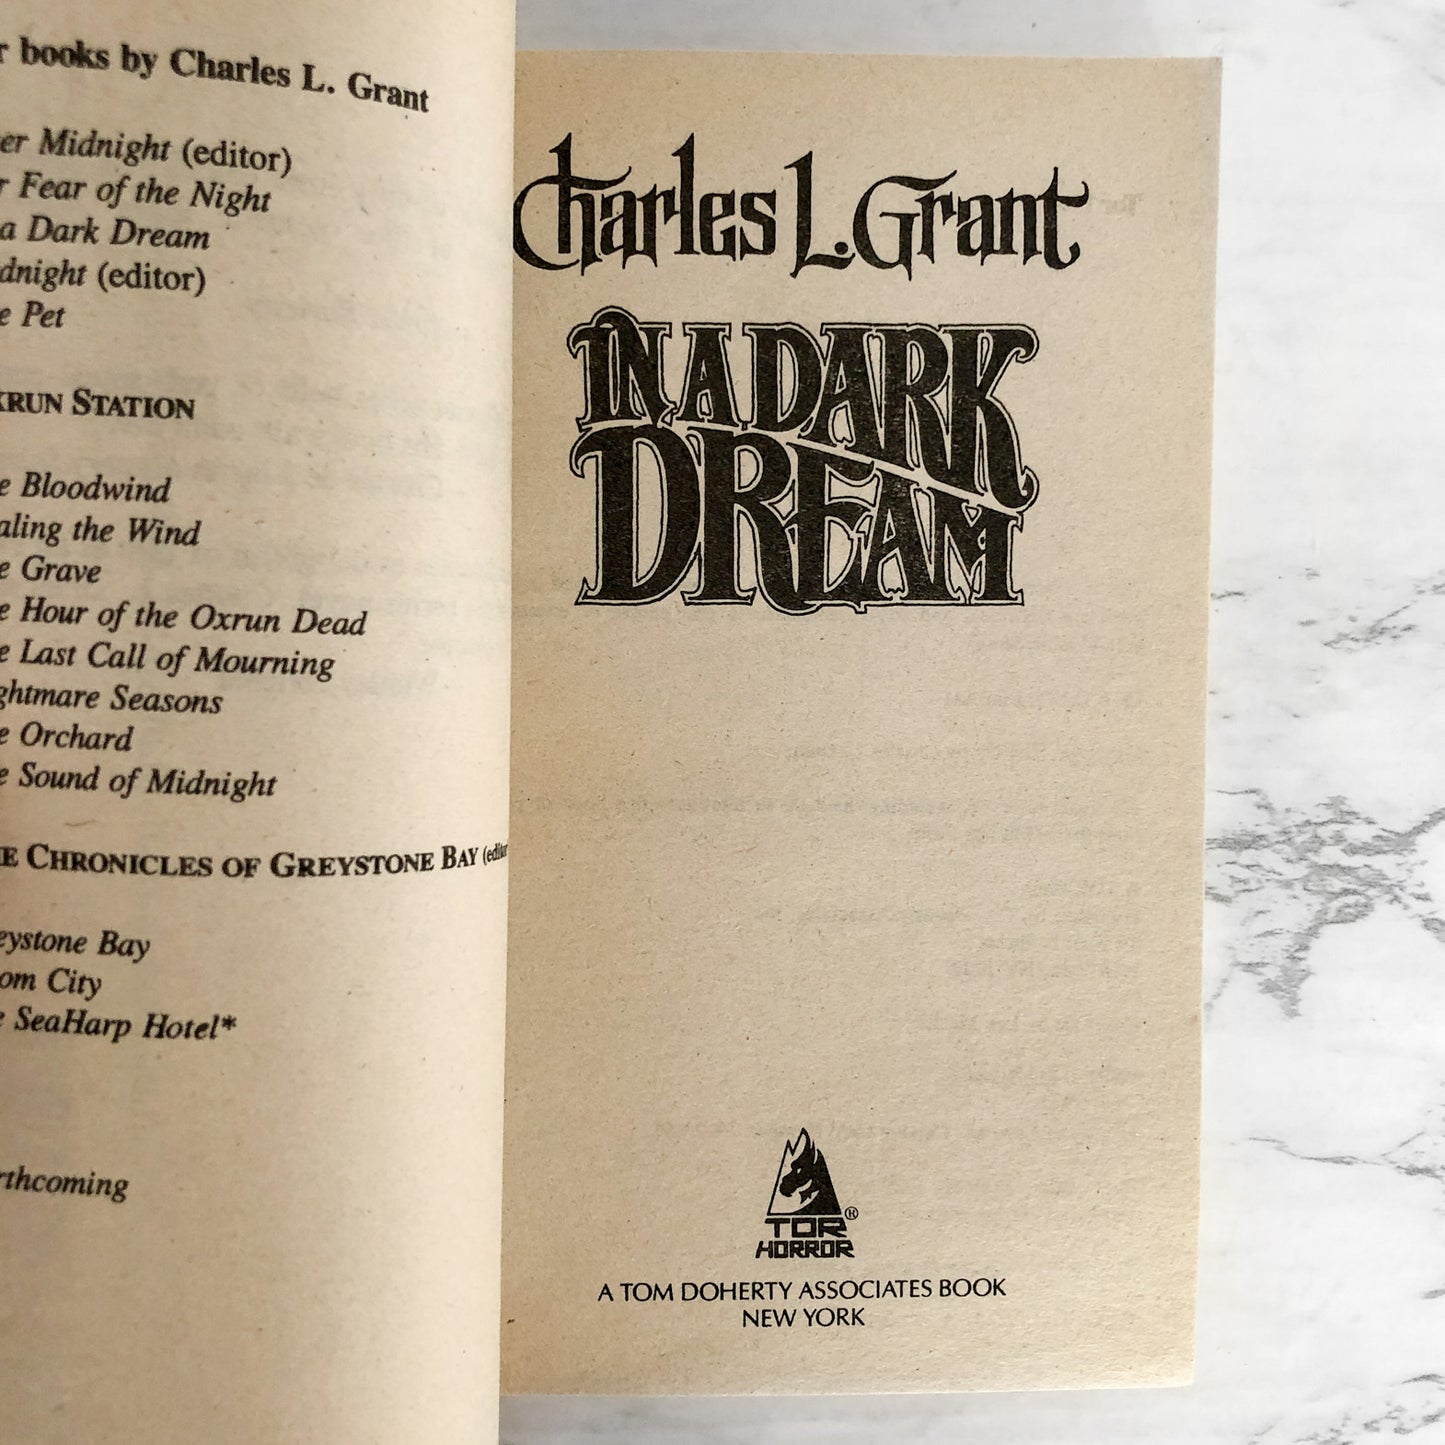 r books by Charles L. Grant
er Midnight (editor)
r Fear of the Night
a Dark Dream
dnight (editor)
e Pet
XRUN STATION
e Bloodwind
aling the Wind
e Grave
e Hour of the Oxrun Dead
e Last Call of Mourning
ghtmare Seasons
e Orchard
e Sound of Midnight
E CHRONICLES OF GREYSTONE BAY (editor
eystone Bay
om City
e SeaHarp Hotel*
rthcoming
Charles L. Grant
IN A DARK
DREAM
TOR®
HORROR
A TOM DOHERTY ASSOCIATES BOOK
NEW YORK